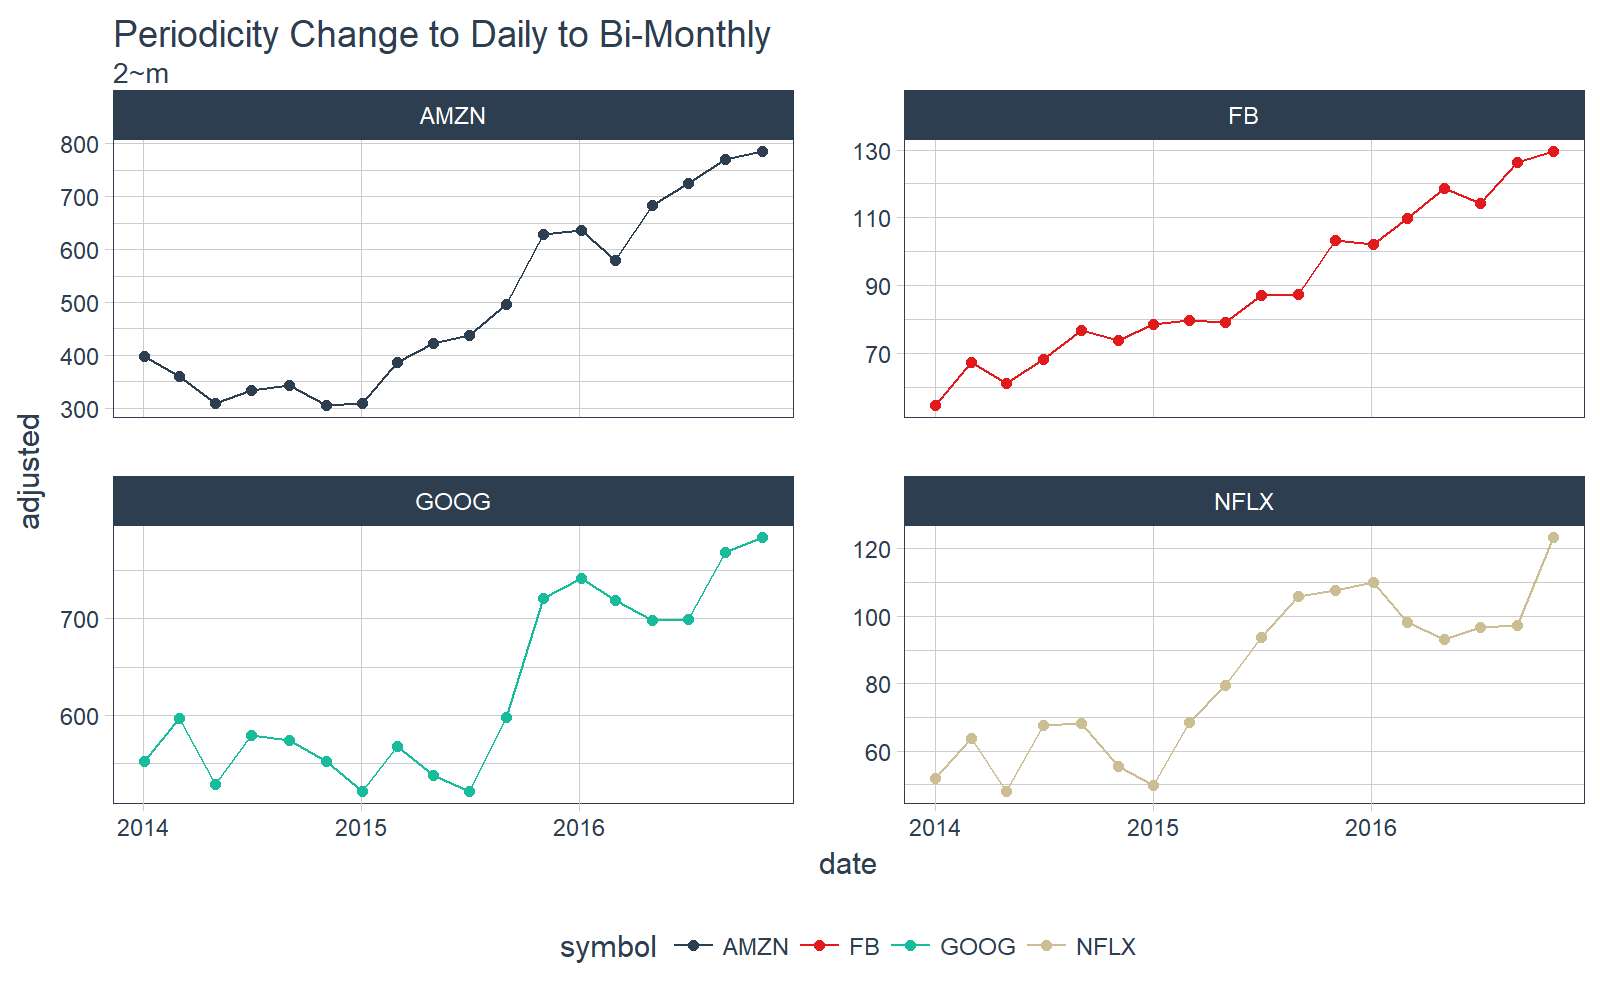 Periodicity Change to Daily to Bi-Monthly
2~m
AMZN
FB
800
700
600
500
400
300
130
110
90
70
adjusted
GOOG
NFLX
700
600
120
100
80
60
2014 2015 2016
2014 2015 2016
date
symbol AMZN FB GOOG NFLX